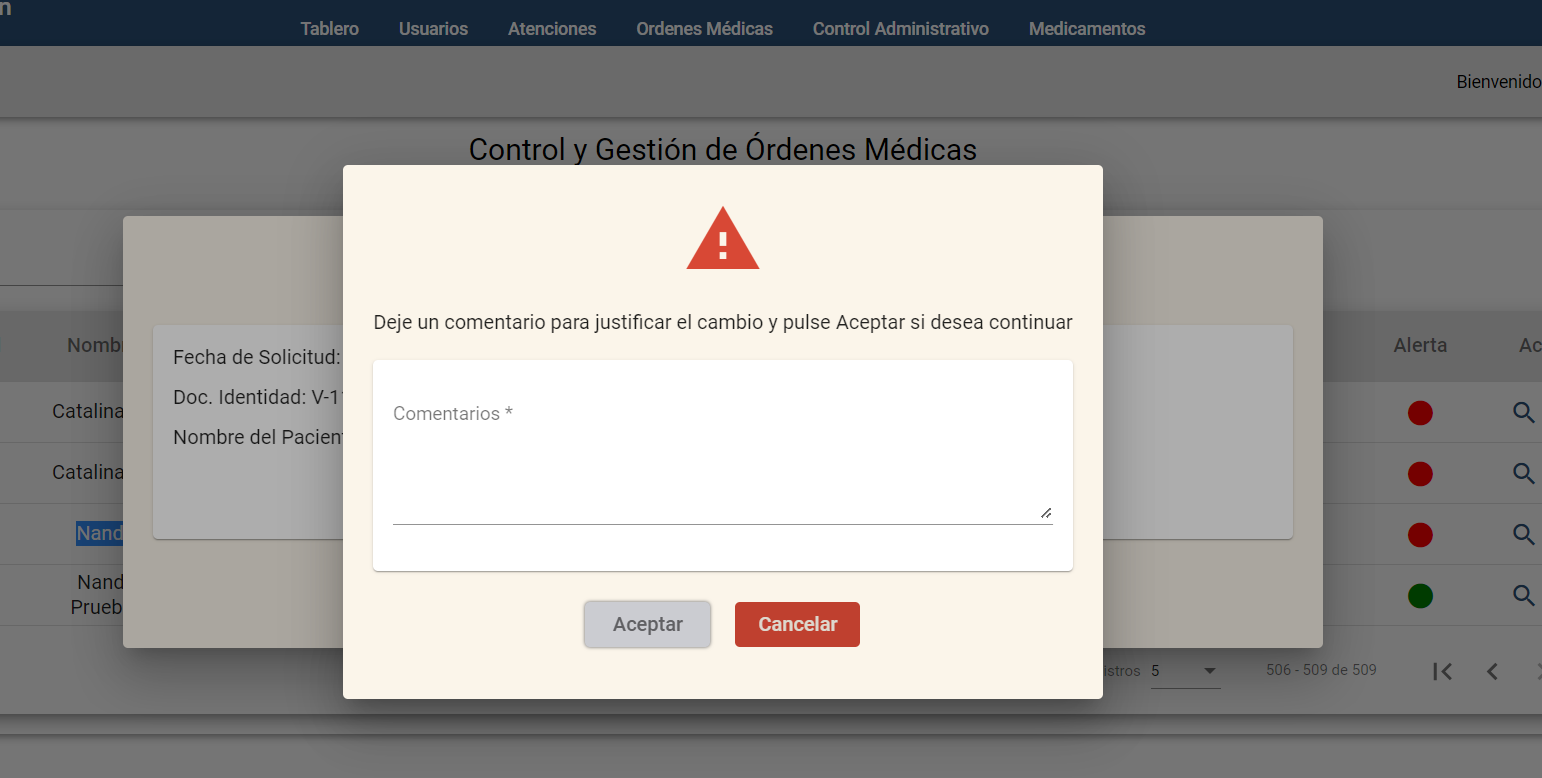 n
Tablero Usuarios Atenciones Ordenes Médicas Control Administrativo Medicamentos
Bienvenido
Control y Gestión de Órdenes Médicas
Deje un comentario para justificar el cambio y pulse Aceptar si desea continuar
Comentarios *
Aceptar Cancelar
Fecha de Solicitud:
Doc. Identidad: V-1
Nombre del Pacien
Nomb Alerta Ac
Catalina
Catalina
Nand
Nand
Prueb
istros 5 506 - 509 de 509